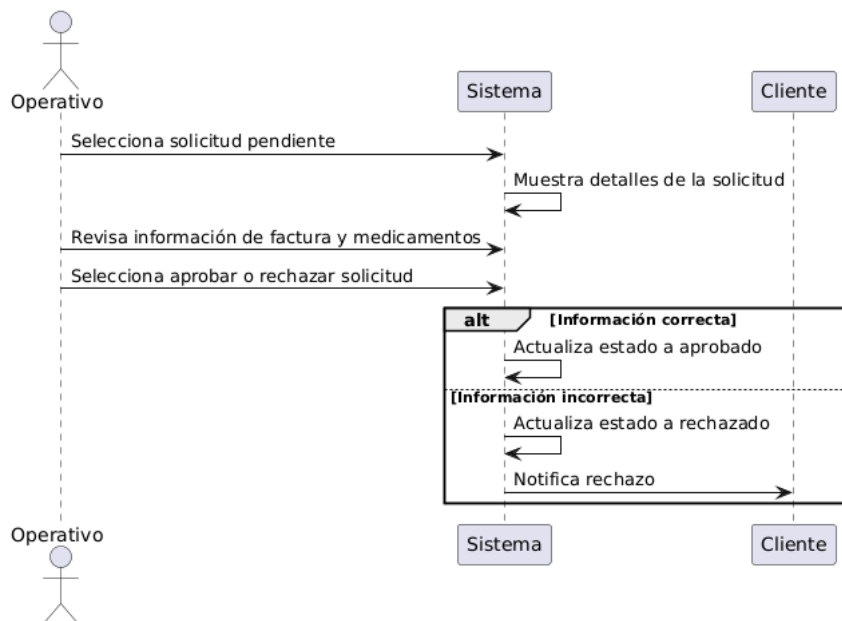 Operativo
Sistema
Cliente
Selecciona solicitud pendiente
Muestra detalles de la solicitud
Revisa información de factura y medicamentos
Selecciona aprobar o rechazar solicitud
alt [Información correcta]
Actualiza estado a aprobado
[Información incorrecta]
Actualiza estado a rechazado
Notifica rechazo
Operativo
Sistema
Cliente